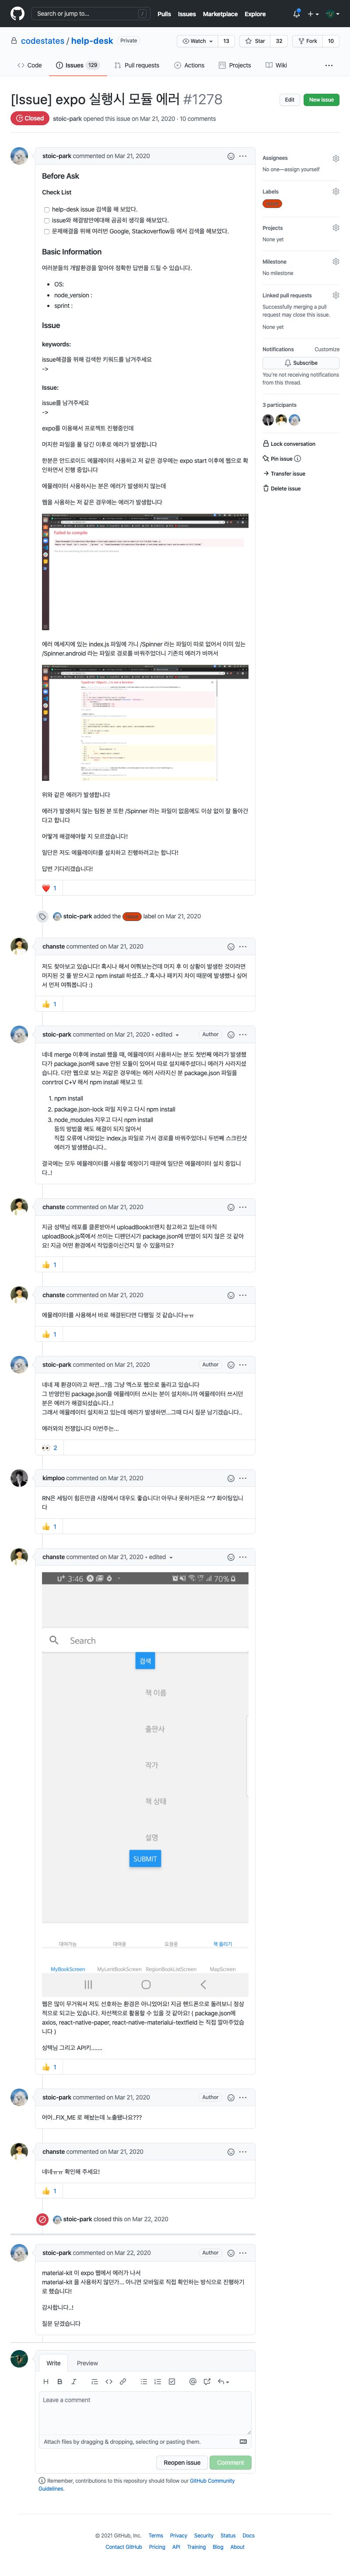 Search or jump to...
/
Pulls Issues Marketplace Explore
codestates / help-desk Private
Watch 13
Star 32
Fork 10
Code
Issues 129
Pull requests
Actions
Projects
Wiki
[Issue] expo 실행시 모듈 에러 #1278
Edit
New issue
Closed
stoic-park opened this issue on Mar 21, 2020 · 10 comments
stoic-park commented on Mar 21, 2020
Before Ask
Check List
help-desk issue 검색을 해 보았다.
issue와 해결방안에대해 곰곰히 생각을 해보았다.
문제해결을 위해 여러번 Google, Stackoverflow등 에서 검색을 해보았다.
Basic Information
여러분들의 개발환경을 알아야 정확한 답변을 드릴 수 있습니다.
OS:
node_version :
sprint :
Issue
keywords:
issue해결을 위해 검색한 키워드를 남겨주세요
->
Issue:
issue를 남겨주세요
->
expo를 이용해서 프로젝트 진행중인데
머지한 파일을 풀 당긴 이후로 에러가 발생합니다
한분은 안드로이드 에뮬레이터 사용하고 저 같은 경우에는 expo start 이후에 웹으로 확
인하면서 진행 중입니다
에뮬레이터 사용하시는 분은 에러가 발생하지 않는데
웹을 사용하는 저 같은 경우에는 에러가 발생합니다
Failed to compile
에러 메세지에 있는 index.js 파일에 가니 /Spinner 라는 파일이 따로 없어서 이미 있는
/Spinner.android 라는 파일로 경로를 바꿔주었더니 기존의 에러가 바껴서
위와 같은 에러가 발생합니다
에러가 발생하지 않는 팀원 분 또한 /Spinner 라는 파일이 없음에도 이상 없이 잘 돌아간
다고 합니다
어떻게 해결해야할 지 모르겠습니다!
일단은 저도 에뮬레이터를 설치하고 진행하려고는 합니다!
답변 기다리겠습니다!
1
Assignees
No one—assign yourself
Labels
Projects
None yet
Milestone
No milestone
Linked pull requests
Successfully merging a pull
request may close this issue.
None yet
Notifications
Customize
Subscribe
You're not receiving notifications
from this thread.
3 participants
Lock conversation
Pin issue
Transfer issue
Delete issue
stoic-park added the label on Mar 21, 2020
chanste commented on Mar 21, 2020
저도 찾아보고 있습니다! 혹시나 해서 여쭤보는건데 머지 후 이 상황이 발생한 것이라면
머지된 것 풀 받으시고 npm install 하셨죠..? 혹시나 패키지 차이 때문에 발생했나 싶어
서 먼저 여쭤봅니다 :)
1
stoic-park commented on Mar 21, 2020 • edited
Author
네네 merge 이후에 install 했을 때, 에뮬레이터 사용하시는 분도 첫번째 에러가 발생했
다가 package.json에 save 안된 모듈이 있어서 따로 설치해주셨더니 에러가 사라지셨
습니다. 다만 웹으로 보는 저같은 경우에는 에러 사라지신 분 package.json 파일을
conrtrol C+V 해서 npm install 해보고 또
1. npm install
2. package.json-lock 파일 지우고 다시 npm install
3. node_modules 지우고 다시 npm install
등의 방법을 해도 해결이 되지 않아서
직접 오류에 나와있는 index.js 파일로 가서 경로를 바꿔주었더니 두번째 스크린샷
에러가 발생했습니다..
결국에는 모두 에뮬레이터를 사용할 예정이기 때문에 일단은 에뮬레이터 설치 중입니
다..!
chanste commented on Mar 21, 2020
지금 성택님 레포를 클론받아서 uploadBook브랜치 참고하고 있는데 아직
uploadBook.js쪽에서 쓰이는 디펜던시가 package.json에 반영이 되지 않은 것 같아
요! 지금 어떤 환경에서 작업중이신건지 알 수 있을까요?
1
chanste commented on Mar 21, 2020
에뮬레이터를 사용해서 바로 해결된다면 다행일 것 같습니다ㅠㅠ
1
stoic-park commented on Mar 21, 2020
Author
네네 제 환경이라고 하면...?음 그냥 엑스포 웹으로 돌리고 있습니다
그 반영안된 package.json을 에뮬레이터 쓰시는 분이 설치하니까 에뮬레이터 쓰시던
분은 에러가 해결되셨습니다..!
그래서 에뮬레이터 설치하고 있는데 에러가 발생하면...그때 다시 질문 남기겠습니다..
에러와의 전쟁입니다 이번주는...
2
kimploo commented on Mar 21, 2020
RN은 세팅이 힘든만큼 시장에서 대우도 좋습니다! 아무나 못하거든요 ^^7 화이팅입니
다
1
chanste commented on Mar 21, 2020 • edited
U+ 3:46
70%
Search
검색
책 이름
출판사
작가
책 상태
설명
SUBMIT
대여가능
대여중
요청중
책 올리기
MyBookScreen MyLentBookScreen RegionBookListScreen MapScreen
웹은 많이 무거워서 저도 선호하는 환경은 아니었어요! 지금 핸드폰으로 돌려보니 정상
적으로 되고는 있습니다. 차선책으로 활용할 수 있을 것 같아요! ( package.json에
axios, react-native-paper, react-native-materialui-textfield 는 직접 깔아주었습
니다 )
성택님 그리고 API키.......
1
stoic-park commented on Mar 21, 2020
Author
어어..FIX_ME 로 해놨는데 노출됐나요???
chanste commented on Mar 21, 2020
네네ㅠㅠ 확인해 주세요!
1
stoic-park closed this on Mar 22, 2020
stoic-park commented on Mar 22, 2020
Author
material-kit 이 expo 웹에서 에러가 나서
material-kit 을 사용하지 않던가... 아니면 모바일로 직접 확인하는 방식으로 진행하기
로 했습니다!
감사합니다..!
질문 닫겠습니다
Write
Preview
Leave a comment
Attach files by dragging & dropping, selecting or pasting them.
Reopen issue
Comment
Remember, contributions to this repository should follow our GitHub Community
Guidelines.
© 2021 GitHub, Inc. Terms Privacy Security Status Docs
Contact GitHub Pricing API Training Blog About